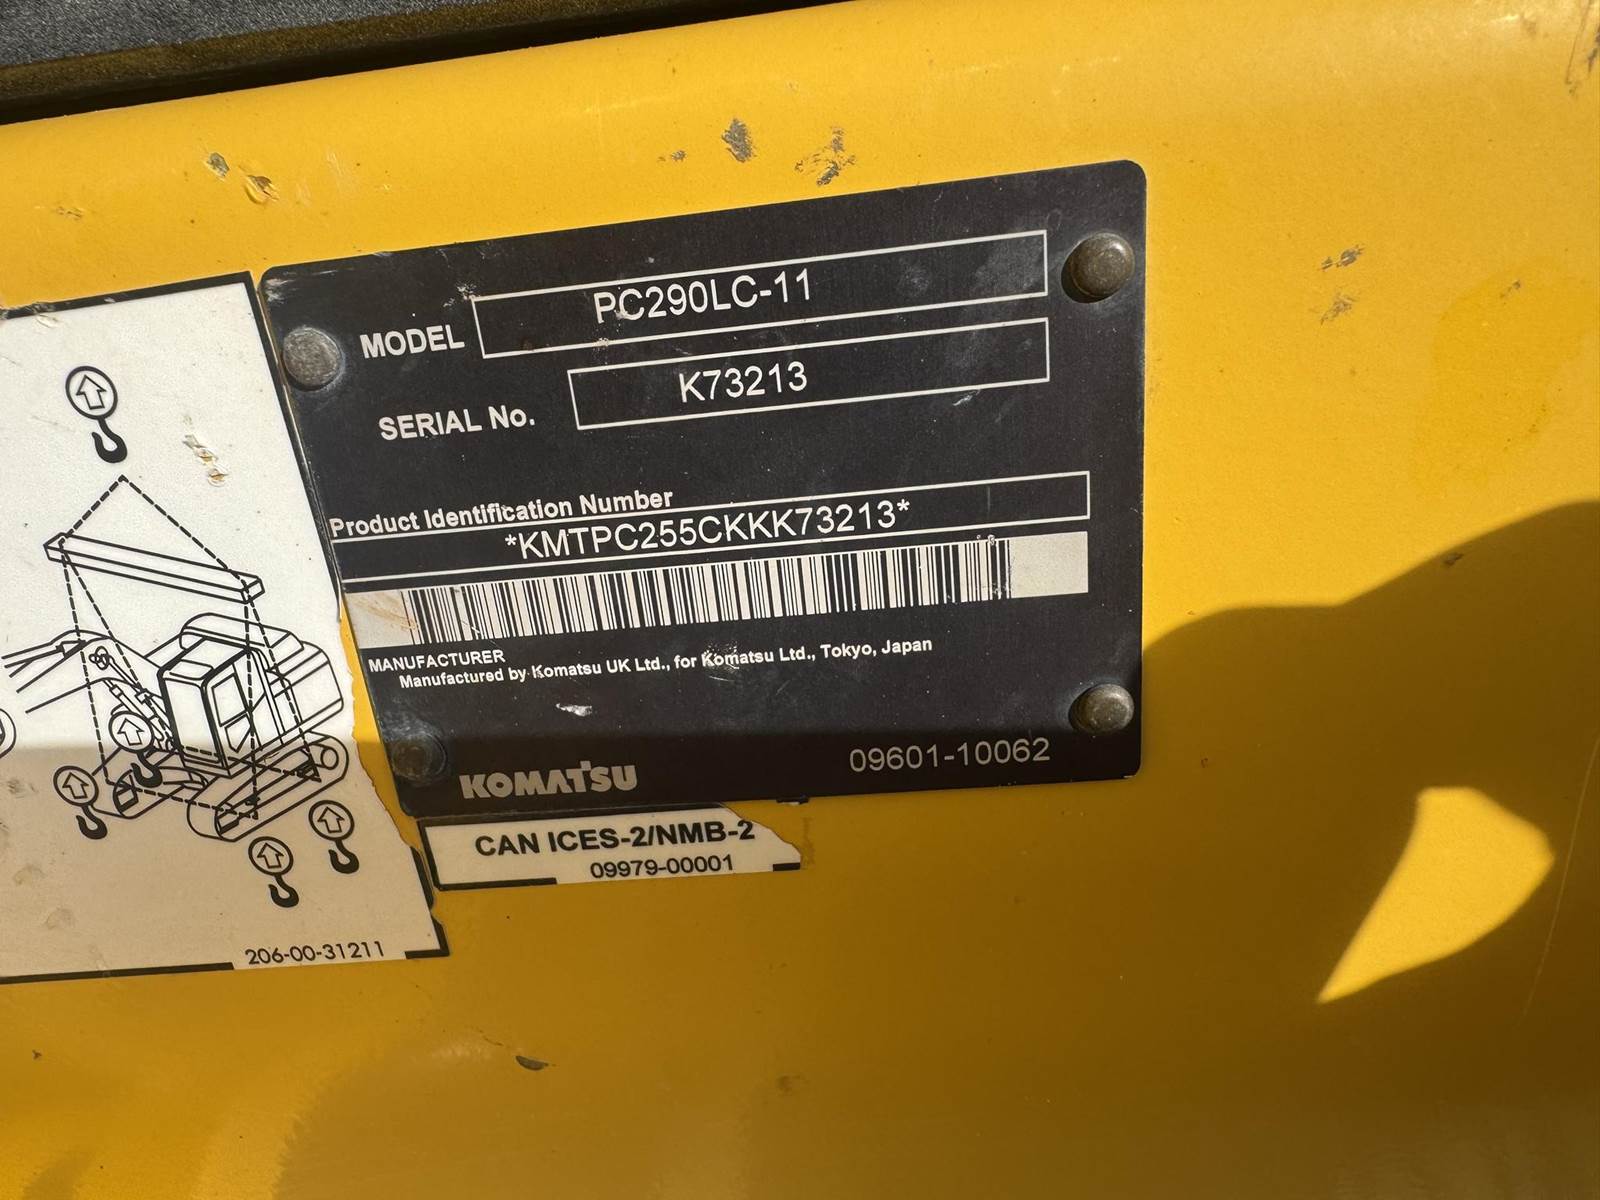 MODEL PC290LC-11
SERIAL No. K73213
Product Identification Number
*KMTPC255CKKK73213*
MANUFACTURER
Manufactured by Komatsu UK Ltd., for Komatsu Ltd., Tokyo, Japan
KOMATSU 09601-10062
CAN ICES-2/NMB-2
09979-00001
206-00-31211